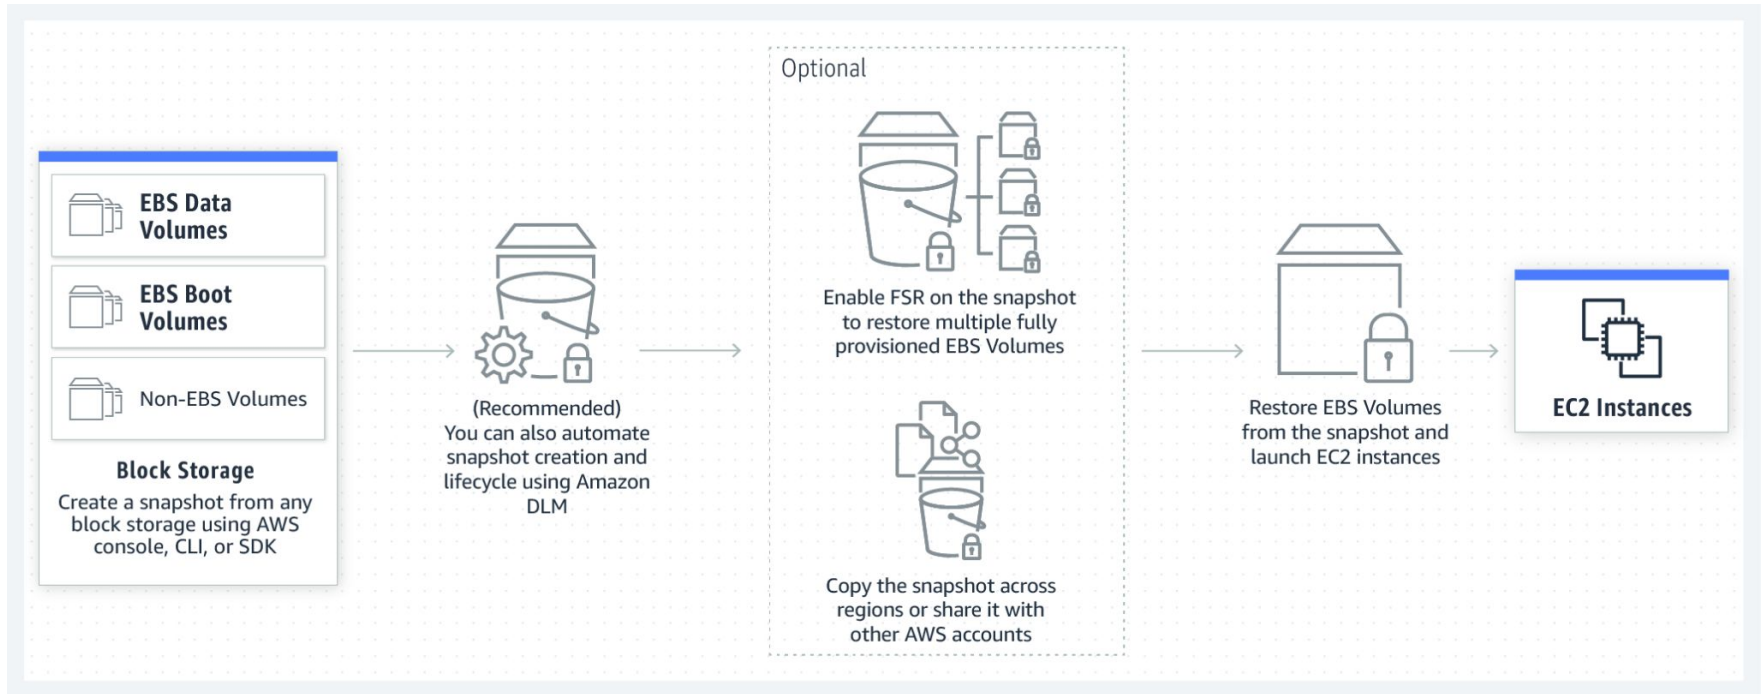 EBS Data
Volumes
EBS Boot
Volumes
Non-EBS Volumes
Block Storage
Create a snapshot from any
block storage using AWS
console, CLI, or SDK
(Recommended)
You can also automate
snapshot creation and
lifecycle using Amazon
DLM
Optional
Enable FSR on the snapshot
to restore multiple fully
provisioned EBS Volumes
Copy the snapshot across
regions or share it with
other AWS accounts
Restore EBS Volumes
from the snapshot and
launch EC2 instances
EC2 Instances